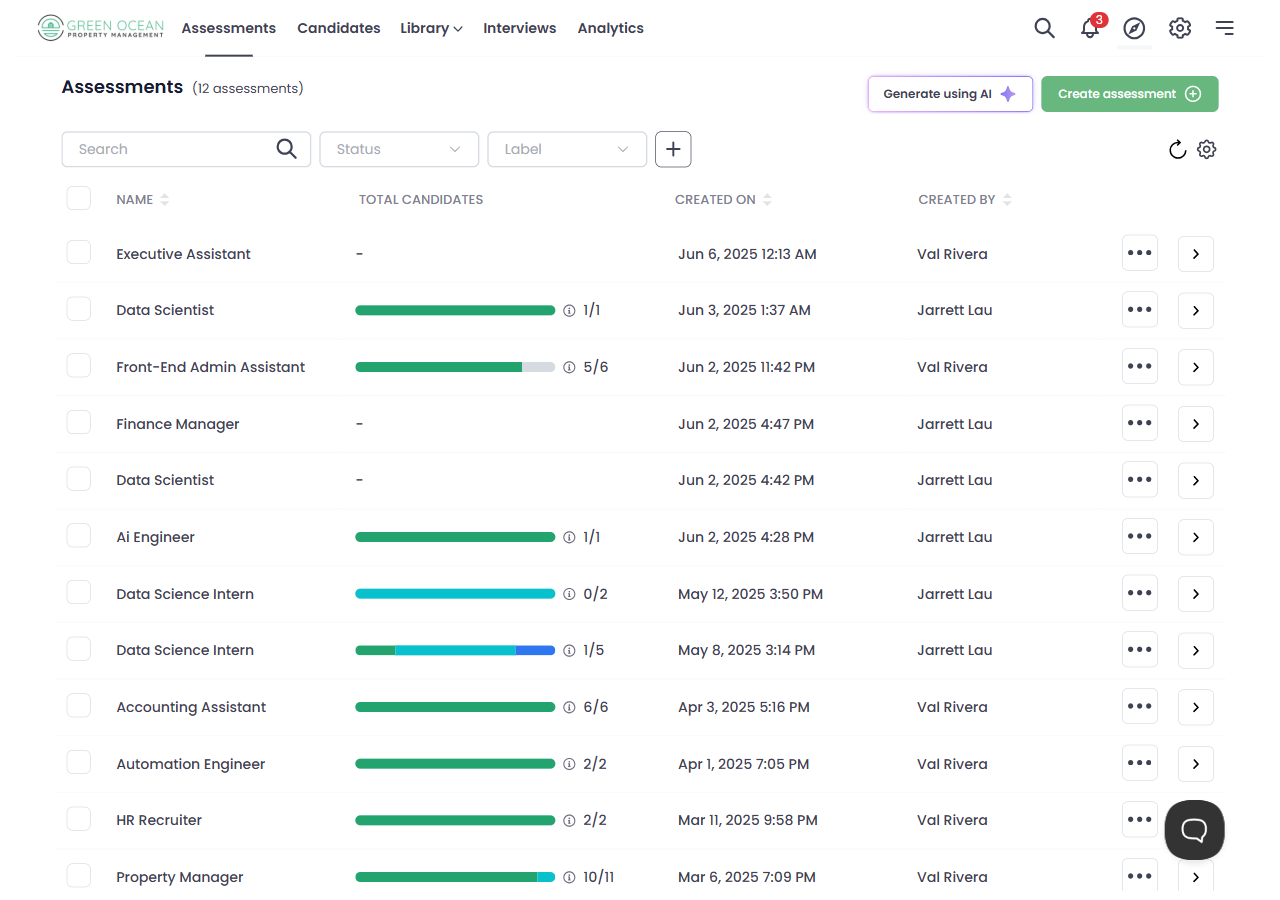 GREEN OCEAN
PROPERTY MANAGEMENT
Assessments Candidates Library Interviews Analytics
3
Assessments (12 assessments)
Generate using AI
Create assessment
Search
Status
Label
NAME TOTAL CANDIDATES CREATED ON CREATED BY
Executive Assistant - Jun 6, 2025 12:13 AM Val Rivera
Data Scientist 1/1 Jun 3, 2025 1:37 AM Jarrett Lau
Front-End Admin Assistant 5/6 Jun 2, 2025 11:42 PM Val Rivera
Finance Manager - Jun 2, 2025 4:47 PM Jarrett Lau
Data Scientist - Jun 2, 2025 4:42 PM Jarrett Lau
Ai Engineer 1/1 Jun 2, 2025 4:28 PM Jarrett Lau
Data Science Intern 0/2 May 12, 2025 3:50 PM Jarrett Lau
Data Science Intern 1/5 May 8, 2025 3:14 PM Jarrett Lau
Accounting Assistant 6/6 Apr 3, 2025 5:16 PM Val Rivera
Automation Engineer 2/2 Apr 1, 2025 7:05 PM Val Rivera
HR Recruiter 2/2 Mar 11, 2025 9:58 PM Val Rivera
Property Manager 10/11 Mar 6, 2025 7:09 PM Val Rivera